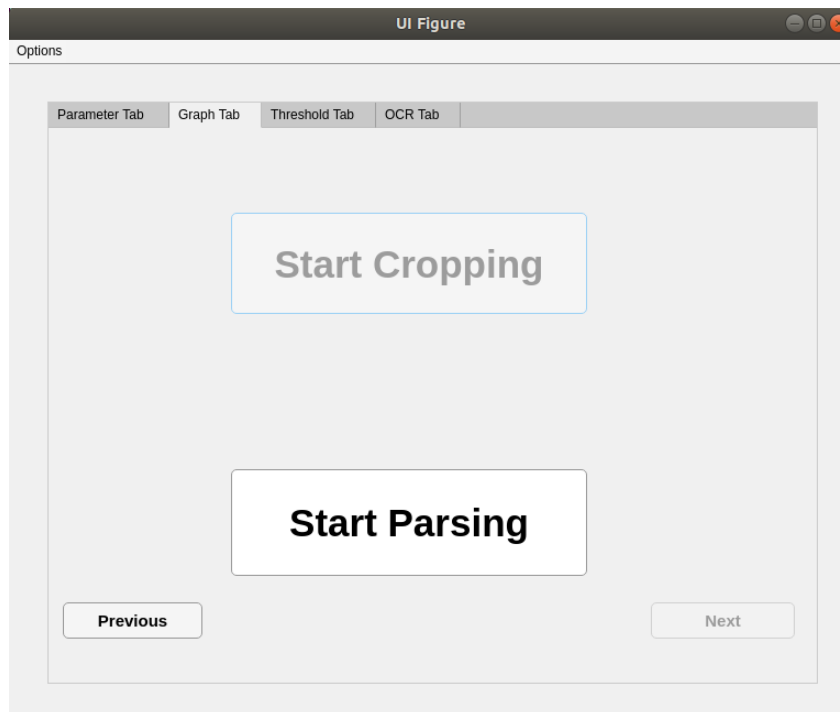 UI Figure
Options
Parameter Tab Graph Tab Threshold Tab OCR Tab
Start Cropping
Start Parsing
Previous Next